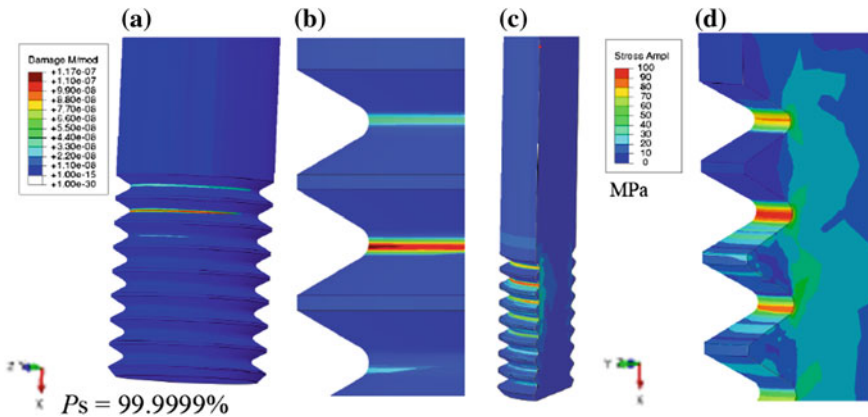 (a)
(b)
(c)
(d)
Damage M/mod
+1.17e-07
+1.10e-07
+9.90e-08
+8.80e-08
+7.70e-08
+6.60e-08
+5.50e-08
+4.40e-08
+3.30e-08
+2.20e-08
+1.10e-08
+1.00e-15
+1.00e-30
Stress Ampl
100
90
80
70
60
50
40
30
20
10
0
MPa
Z
X
Y
X
Ps = 99.9999%